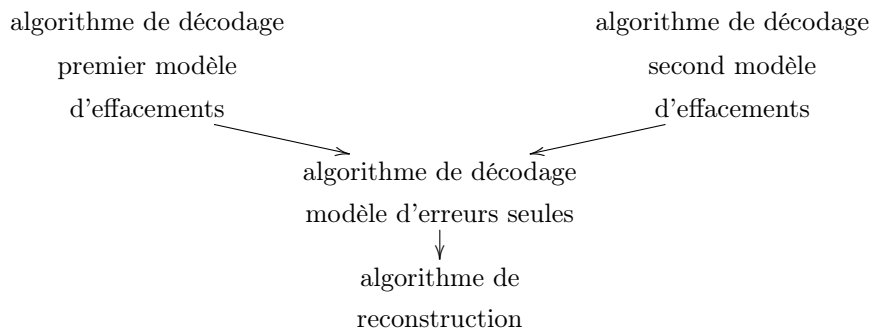 algorithme de décodage
premier modèle
d'effacements
algorithme de décodage
second modèle
d'effacements
algorithme de décodage
modèle d'erreurs seules
algorithme de
reconstruction